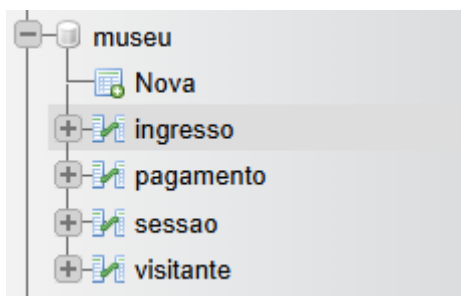 museu
Nova
ingresso
pagamento
sessao
visitante